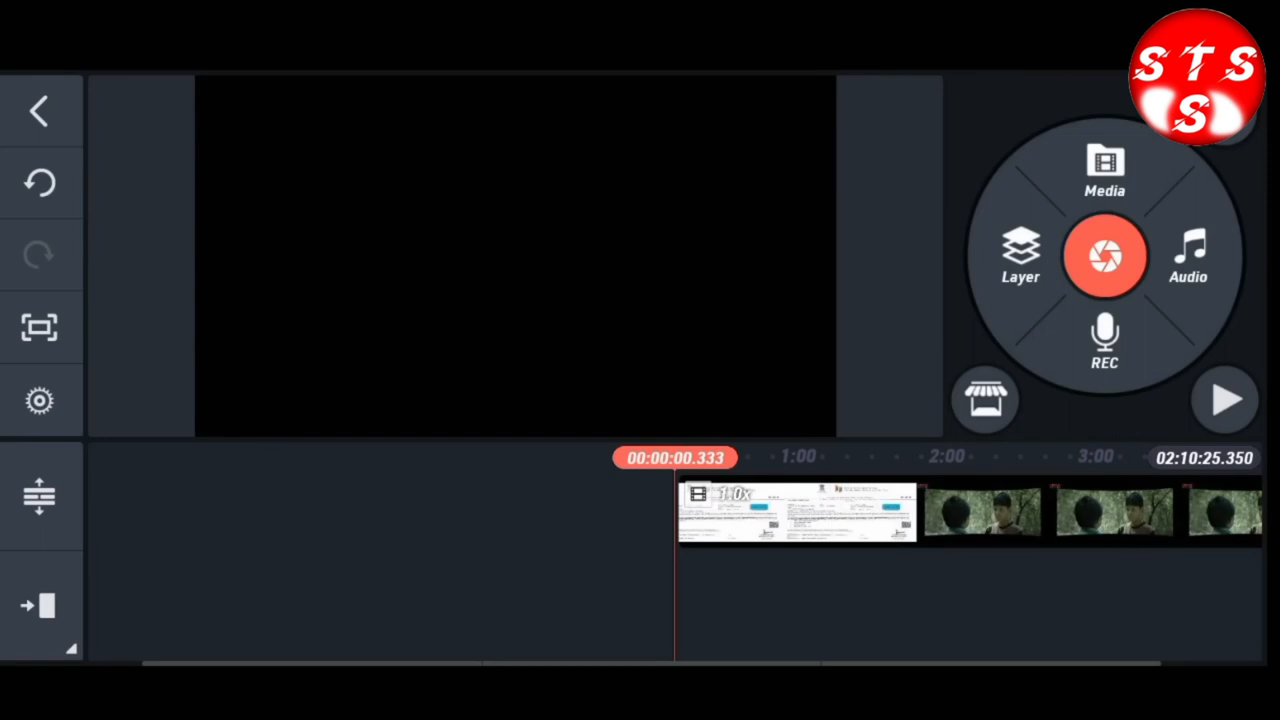 S T S
S
Media
Layer
Audio
REC
00:00:00.333
1:00
2:00
3:00
02:10:25.350
1.0x